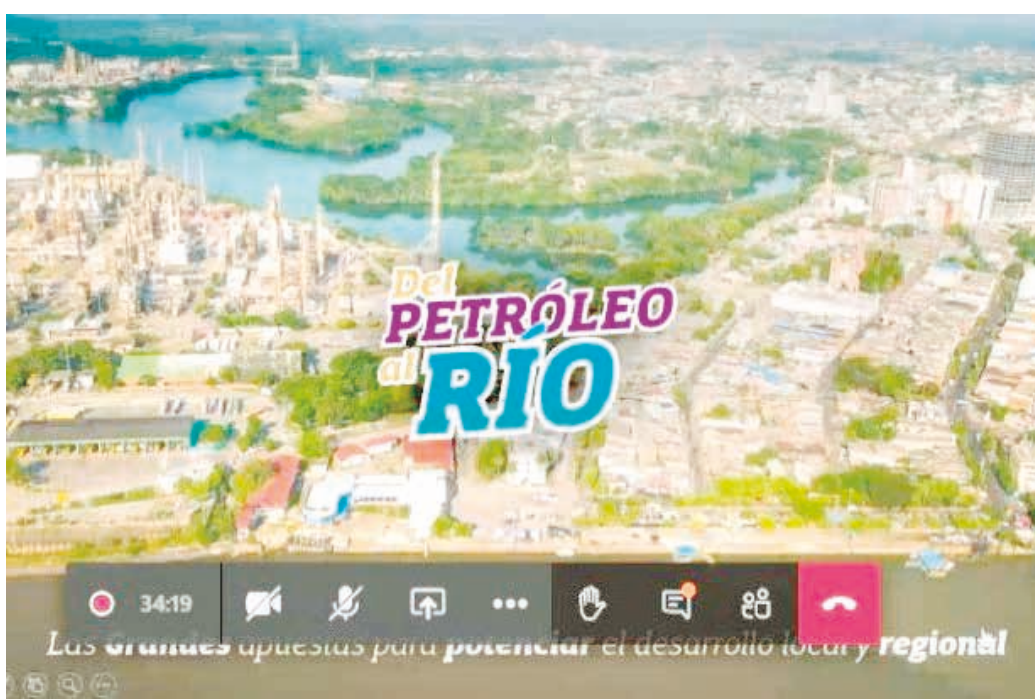 Del
PETRÓLEO
al RÍO
34:19
Las Grandes apuestas para potenciar el desarrollo local y regional